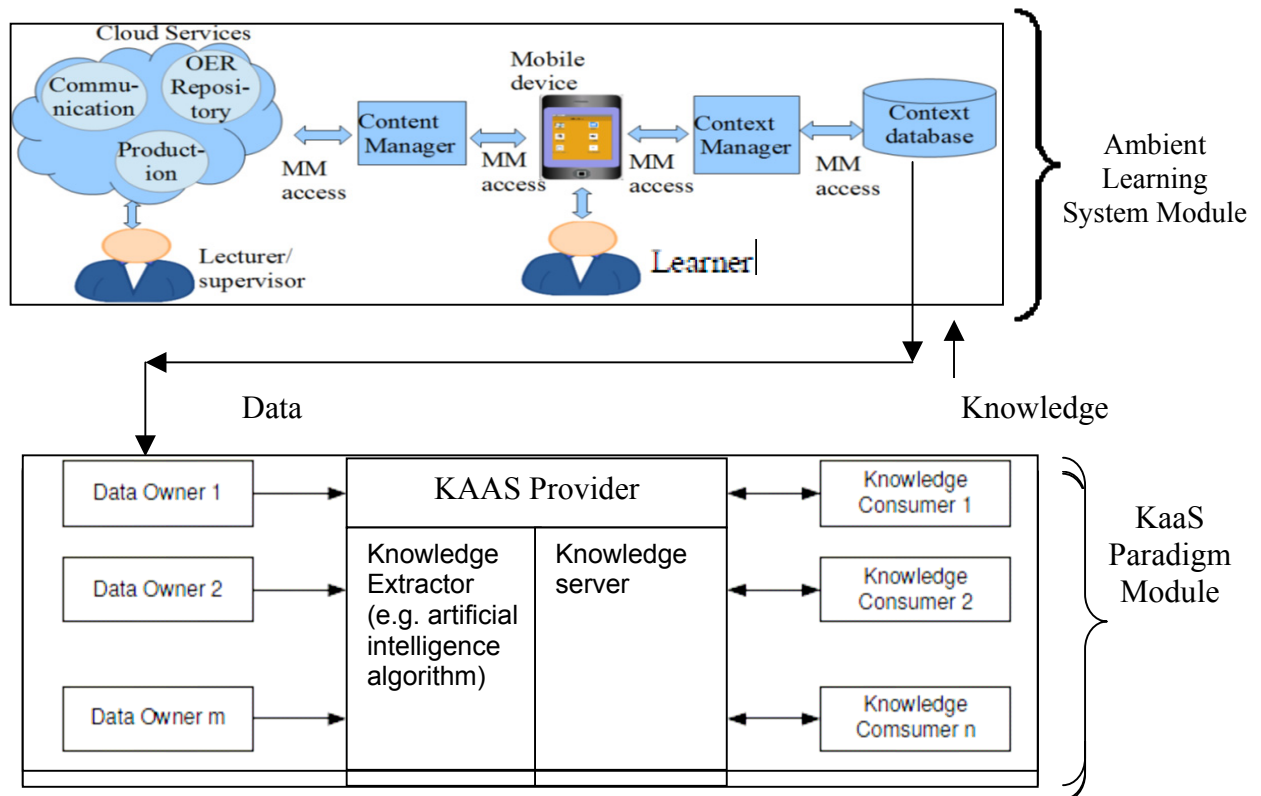 Cloud Services
Commu-
nication
OER
Reposi-
tory
Product-
ion
MM
access
Content
Manager
MM
access
Mobile
device
MM
access
Context
Manager
MM
access
Context
database
Lecturer/
supervisor
Learner
Ambient
Learning
System Module
Data
Knowledge
Data Owner 1
Data Owner 2
Data Owner m
KAAS Provider
Knowledge
Extractor
(e.g. artificial
intelligence
algorithm)
Knowledge
server
Knowledge
Consumer 1
Knowledge
Consumer 2
Knowledge
Comsumer n
KaaS
Paradigm
Module